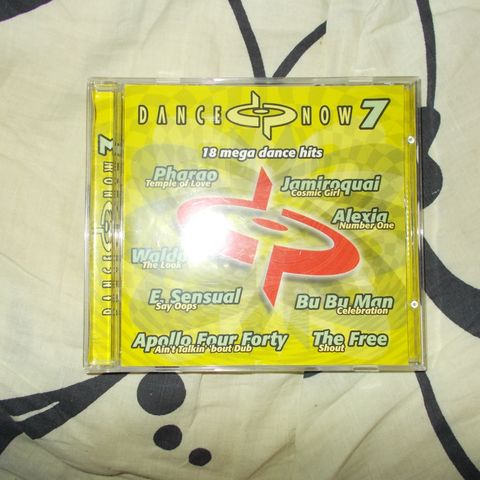 DANCE NOW 7
18 mega dance hits
Pharao
Temple of Love
Jamiroquai
Cosmic Girl
Alexia
Number One
The Look
E. Sensual
Say Oops
Bu Bu Man
Celebration
Apollo Four Forty
Ain't Talkin' bout Dub
The Free
Shout
DANCE NOW 7